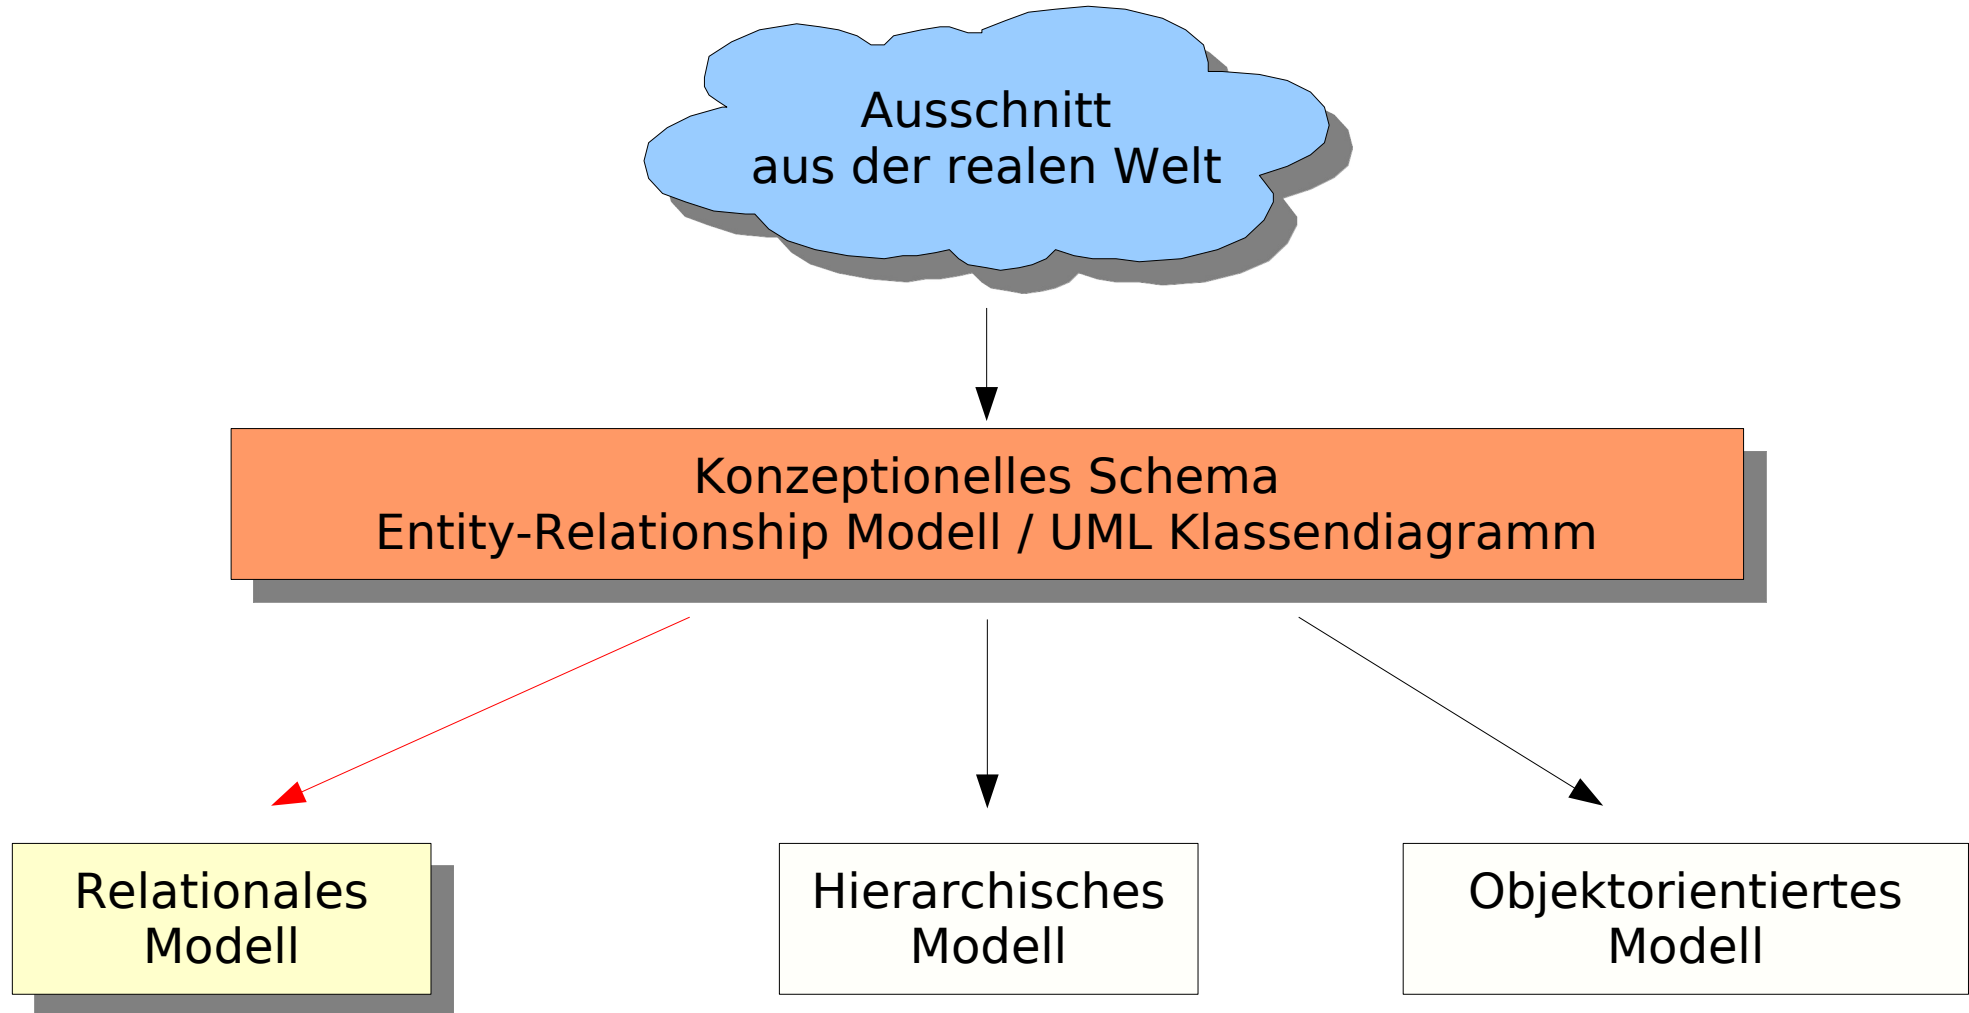 Ausschnitt
aus der realen Welt
Konzeptionelles Schema
Entity-Relationship Modell / UML Klassendiagramm
Relationales
Modell
Hierarchisches
Modell
Objektorientiertes
Modell